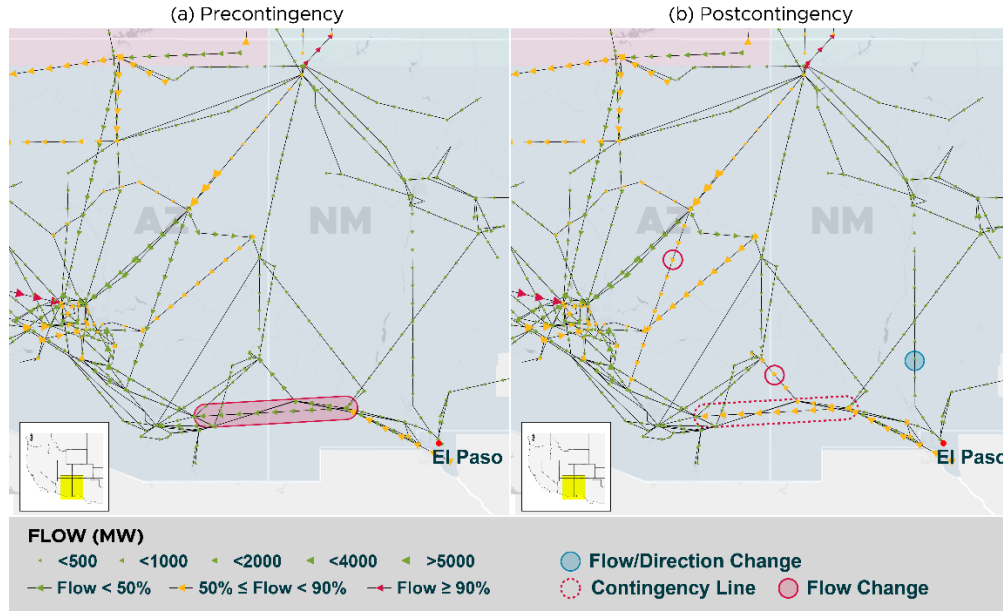 (a) Precontingency
(b) Postcontingency
AZ
NM
AZ
NM
El Paso
El Paso
FLOW (MW)
<500 <1000 <2000 <4000 >5000
Flow < 50% 50% ≤ Flow < 90% Flow ≥ 90%
Flow/Direction Change
Contingency Line Flow Change